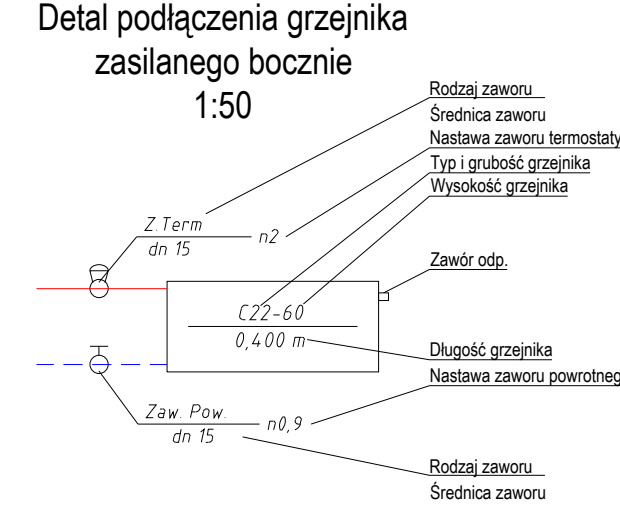 Detal podłączenia grzejnika
zasilanego bocznie
1:50
Rodzaj zaworu
Średnica zaworu
Nastawa zaworu termostaty
Typ i grubość grzejnika
Wysokość grzejnika
Z.Term
dn 15
n2
Zawór odp.
C22-60
0,400 m
Długość grzejnika
Nastawa zaworu powrotneg
Zaw. Pow.
dn 15
n0,9
Rodzaj zaworu
Średnica zaworu